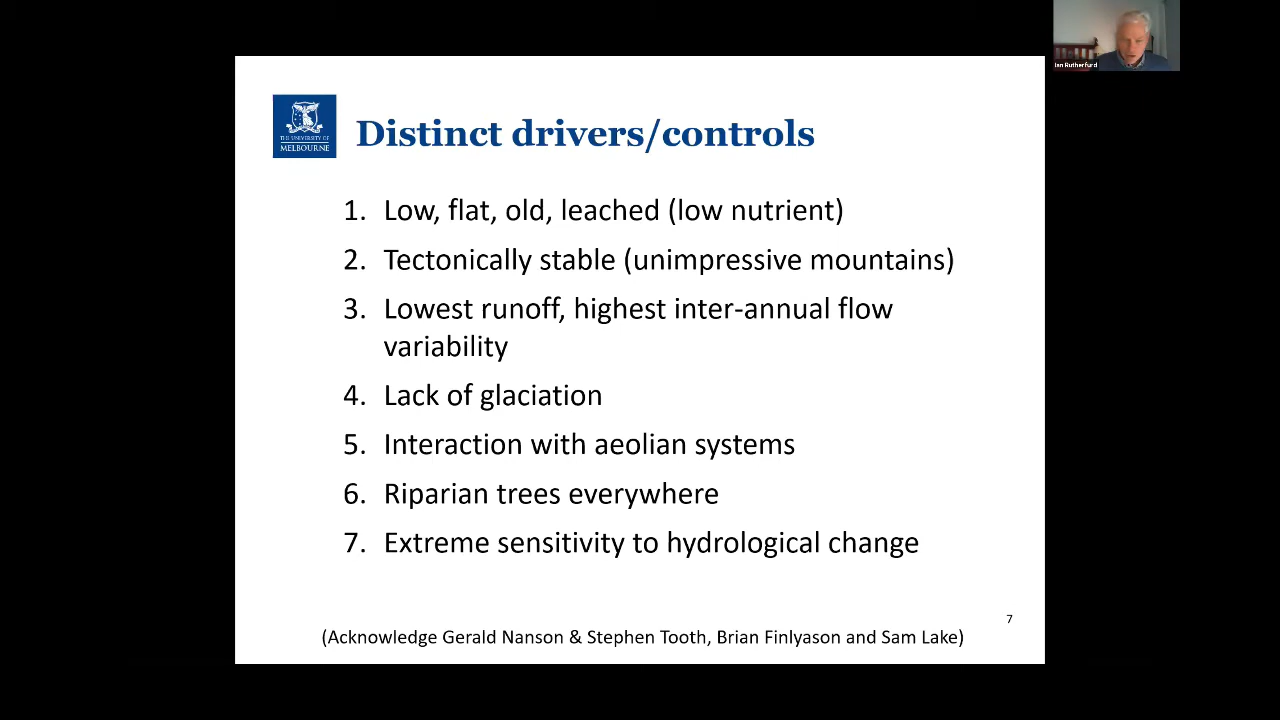 Ian Rutherfurd
THE UNIVERSITY OF
MELBOURNE
Distinct drivers/controls
1. Low, flat, old, leached (low nutrient)
2. Tectonically stable (unimpressive mountains)
3. Lowest runoff, highest inter-annual flow
variability
4. Lack of glaciation
5. Interaction with aeolian systems
6. Riparian trees everywhere
7. Extreme sensitivity to hydrological change
7
(Acknowledge Gerald Nanson & Stephen Tooth, Brian Finlyason and Sam Lake)